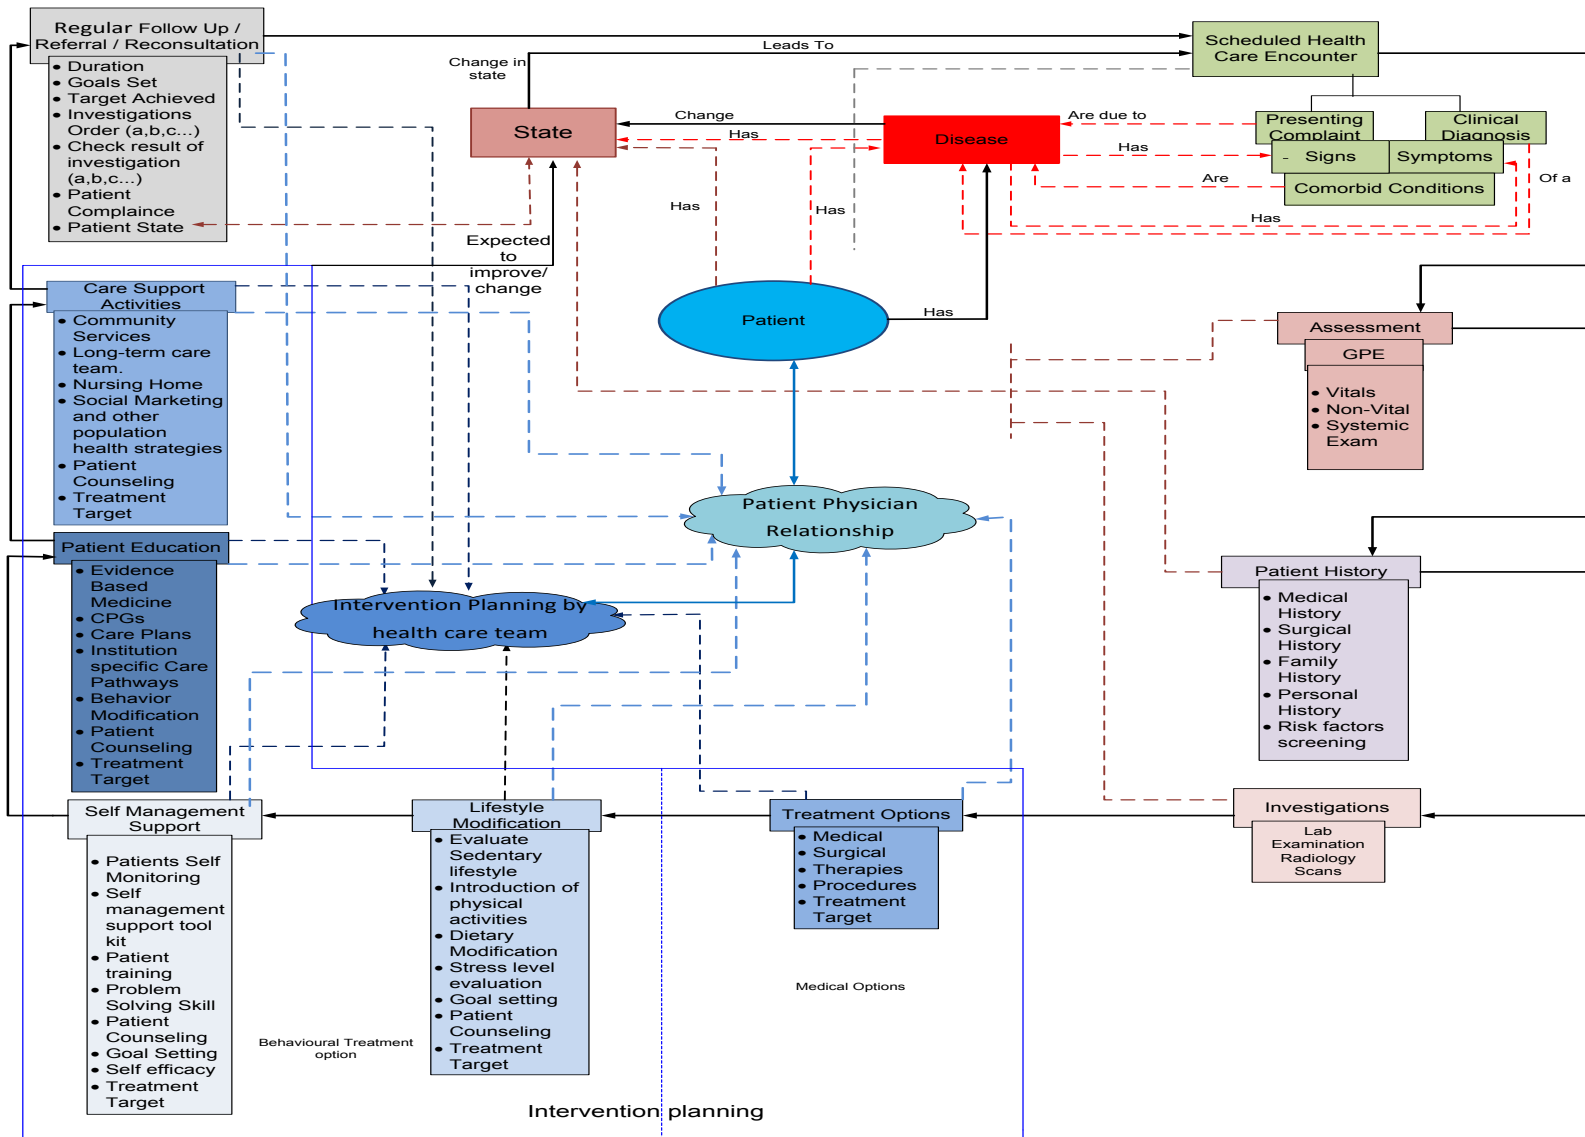 Regular Follow Up /
Referral / Reconsultation
• Duration
• Goals Set
• Target Achieved
• Investigations
Order (a,b,c...)
• Check result of
investigation
(a,b,c...)
• Patient
Complaince
• Patient State
Leads To
Change in
state
State
Change
Has
Disease
Are due to
Has
Are
Has
Of a
Has
Has
Has
Scheduled Health
Care Encounter
Presenting
Complaint
Clinical
Diagnosis
- Signs
Symptoms
Comorbid Conditions
Expected
to
improve/
change
Patient
Care Support
Activities
• Community
Services
• Long-term care
team.
• Nursing Home
• Social Marketing
and other
population
health strategies
• Patient
Counseling
• Treatment
Target
Assessment
GPE
• Vitals
• Non-Vital
• Systemic
Exam
Patient Physician
Relationship
Patient Education
• Evidence
Based
Medicine
• CPGs
• Care Plans
• Institution
specific Care
Pathways
• Behavior
Modification
• Patient
Counseling
• Treatment
Target
Intervention Planning by
health care team
Patient History
• Medical
History
• Surgical
History
• Family
History
• Personal
History
• Risk factors
screening
Self Management
Support
• Patients Self
Monitoring
• Self
management
support tool
kit
• Patient
training
• Problem
Solving Skill
• Patient
Counseling
• Goal Setting
• Self efficacy
• Treatment
Target
Behavioural Treatment
option
Lifestyle
Modification
• Evaluate
Sedentary
lifestyle
• Introduction of
physical
activities
• Dietary
Modification
• Stress level
evaluation
• Goal setting
• Patient
Counseling
• Treatment
Target
Treatment Options
• Medical
• Surgical
• Therapies
• Procedures
• Treatment
Target
Medical Options
Investigations
Lab
Examination
Radiology
Scans
Intervention planning